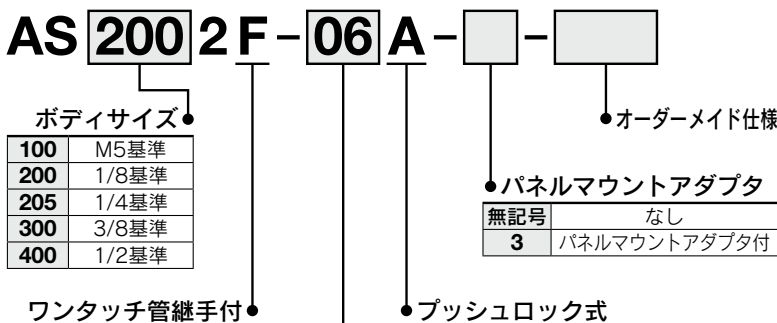 AS 200 2 F - 06 A - -
ボディサイズ
オーダーメイド仕様
100 M5基準
200 1/8基準
205 1/4基準
300 3/8基準
400 1/2基準
パネルマウントアダプタ
無記号 なし
3 パネルマウントアダプタ付
ワンタッチ管継手付
プッシュロック式